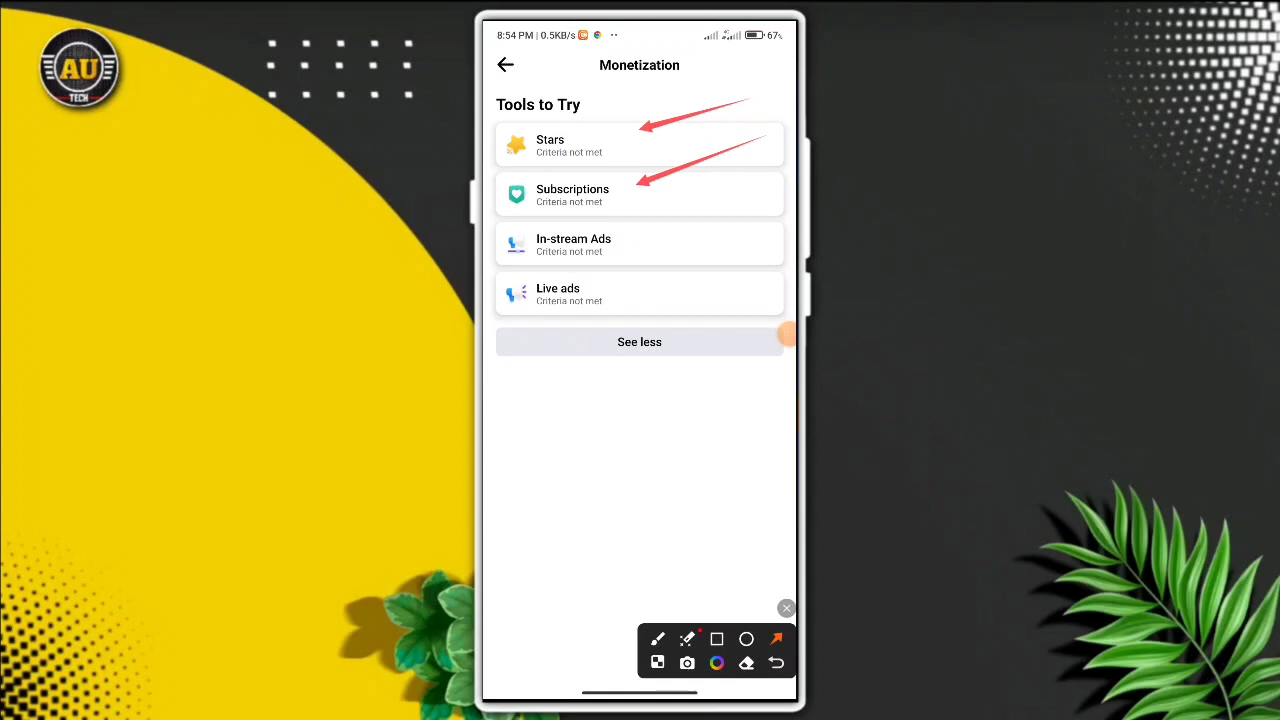 AU
TECH
8:54 PM | 0.5KB/s
4G
67%
Monetization
Tools to Try
Stars
Criteria not met
Subscriptions
Criteria not met
In-stream Ads
Criteria not met
Live ads
Criteria not met
See less